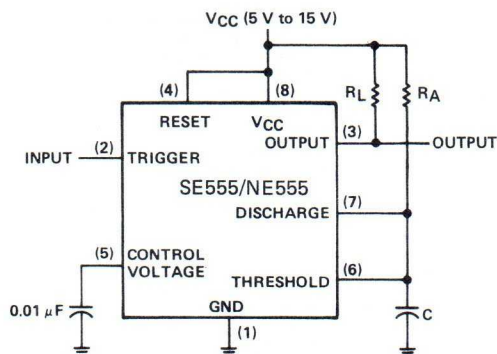 VCC (5 V to 15 V)
(4)
(8)
RL
RA
RESET
VCC
(3)
OUTPUT
OUTPUT
INPUT
(2)
TRIGGER
SE555/NE555
(7)
DISCHARGE
(5)
CONTROL
VOLTAGE
(6)
THRESHOLD
0.01 μF
GND
C
(1)